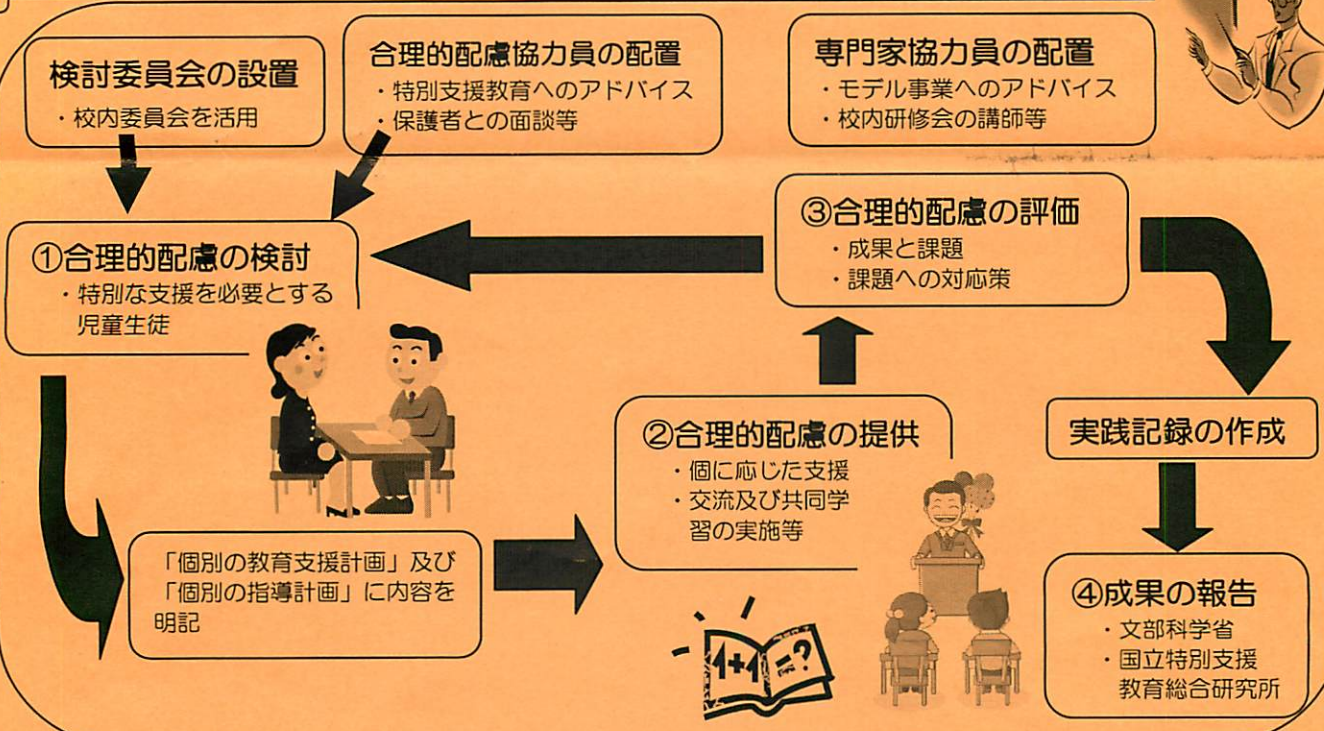 検討委員会の設置
・校内委員会を活用
合理的配慮協力員の配置
・特別支援教育へのアドバイス
・保護者との面談等
専門家協力員の配置
・モデル事業へのアドバイス
・校内研修会の講師等
①合理的配慮の検討
・特別な支援を必要とする
児童生徒
③合理的配慮の評価
・成果と課題
・課題への対応策
②合理的配慮の提供
・個に応じた支援
・交流及び共同学
習の実施等
実践記録の作成
「個別の教育支援計画」及び
「個別の指導計画」に内容を
明記
1+1
=?
④成果の報告
・文部科学省
・国立特別支援
教育総合研究所